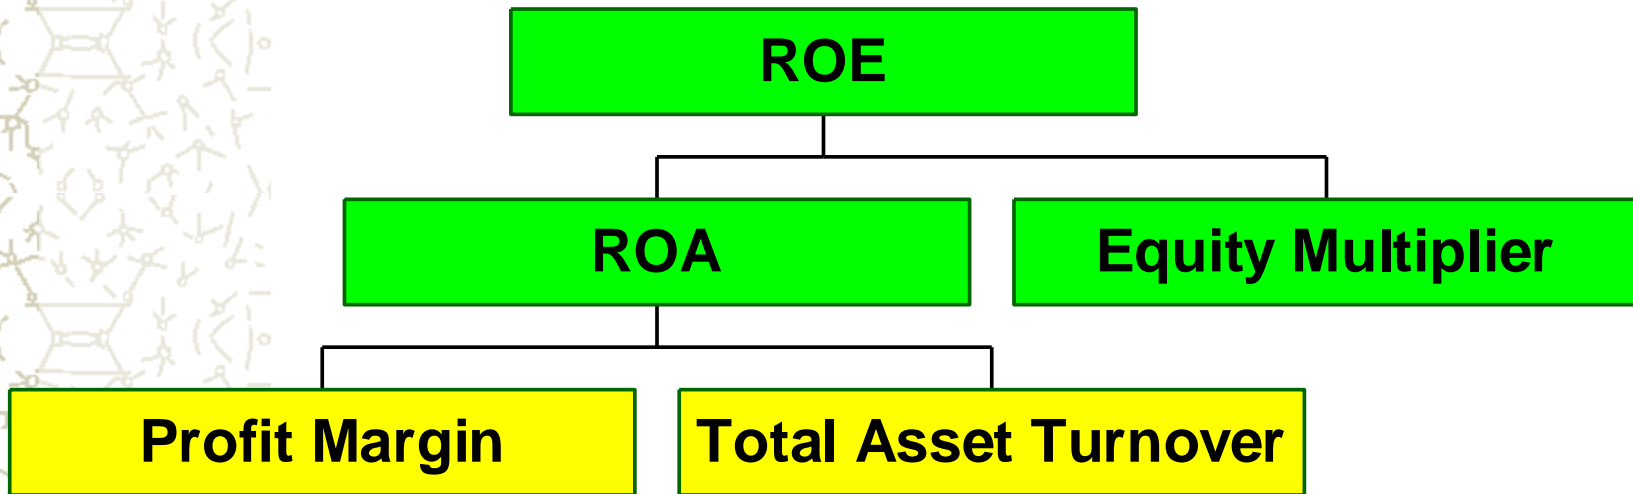 ROE
ROA
Equity Multiplier
Profit Margin
Total Asset Turnover